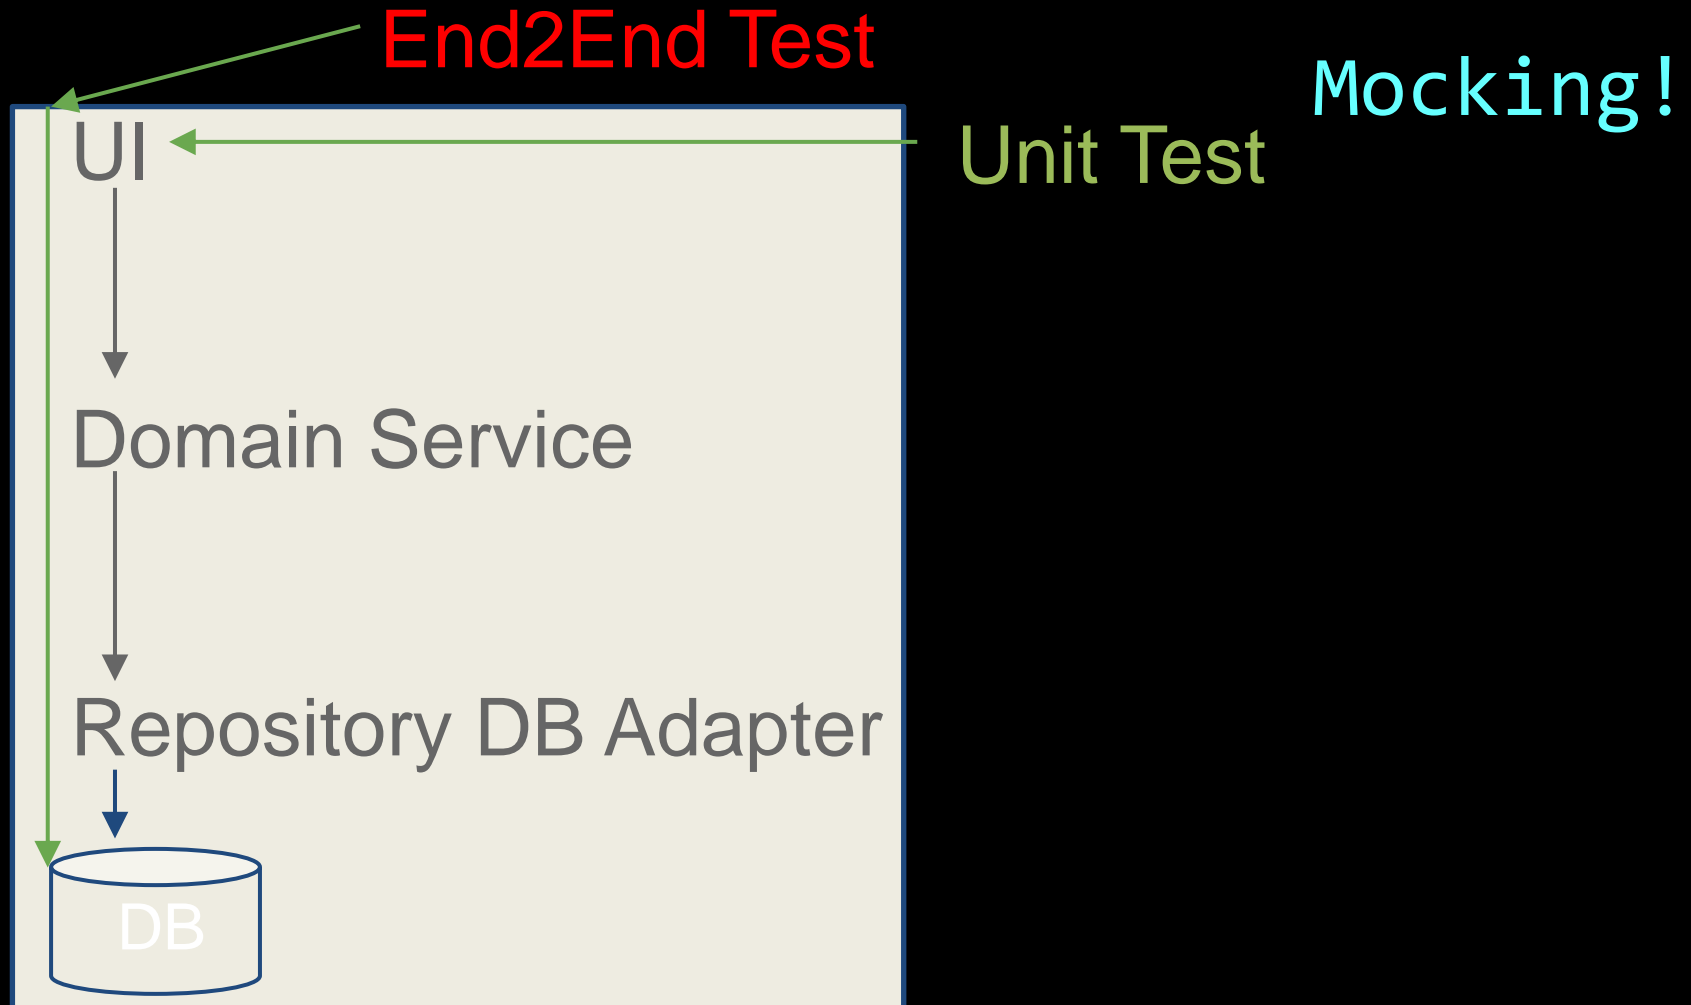 End2End Test
Mocking!
UI
Unit Test
Domain Service
Repository DB Adapter
DB